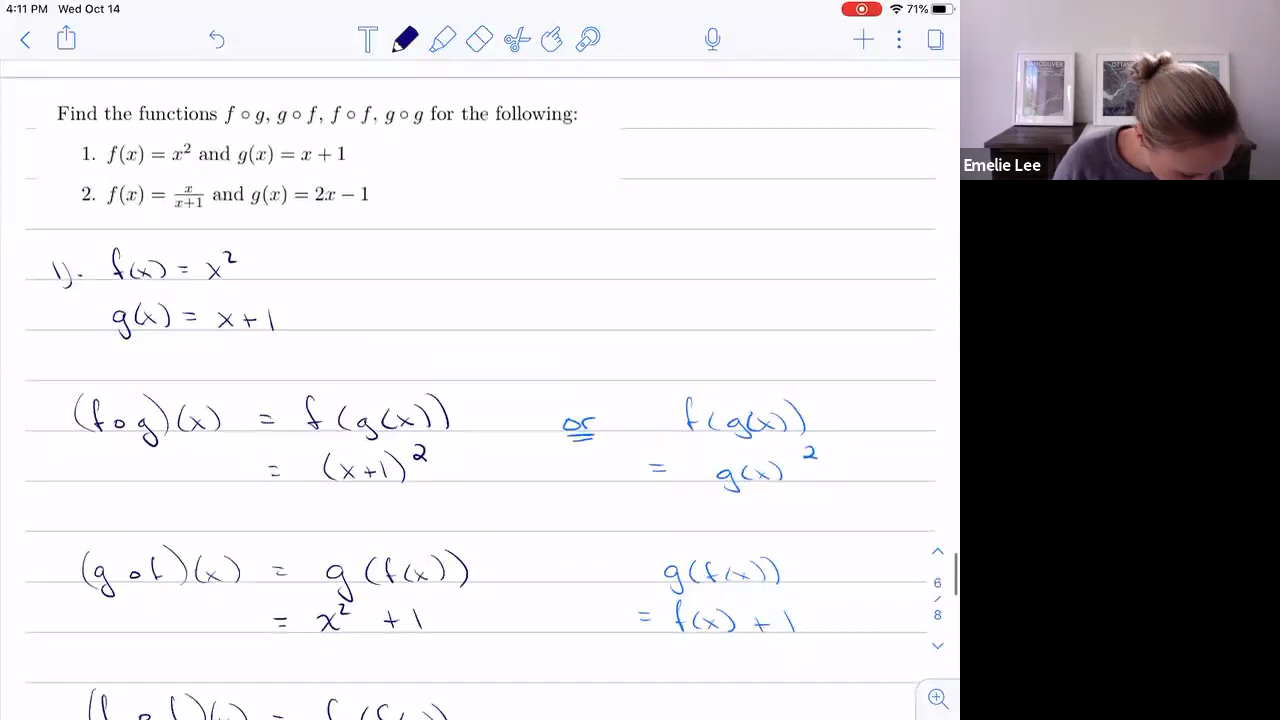 4:11 PM Wed Oct 14
71%
T
Find the functions f ∘ g, g ∘ f, f ∘ f, g ∘ g for the following:
1. f(x) = x² and g(x) = x + 1
2. f(x) = x/(x+1) and g(x) = 2x − 1
1). f(x) = x²
g(x) = x + 1
(f ∘ g)(x) = f(g(x)) or f(g(x))
= (x+1)² = g(x)²
(g ∘ f)(x) = g(f(x)) g(f(x))
= x² + 1 = f(x) + 1
(f ∘ f)(x) = f(f(x))
6
/
8
VANCOUVER
Emelie Lee